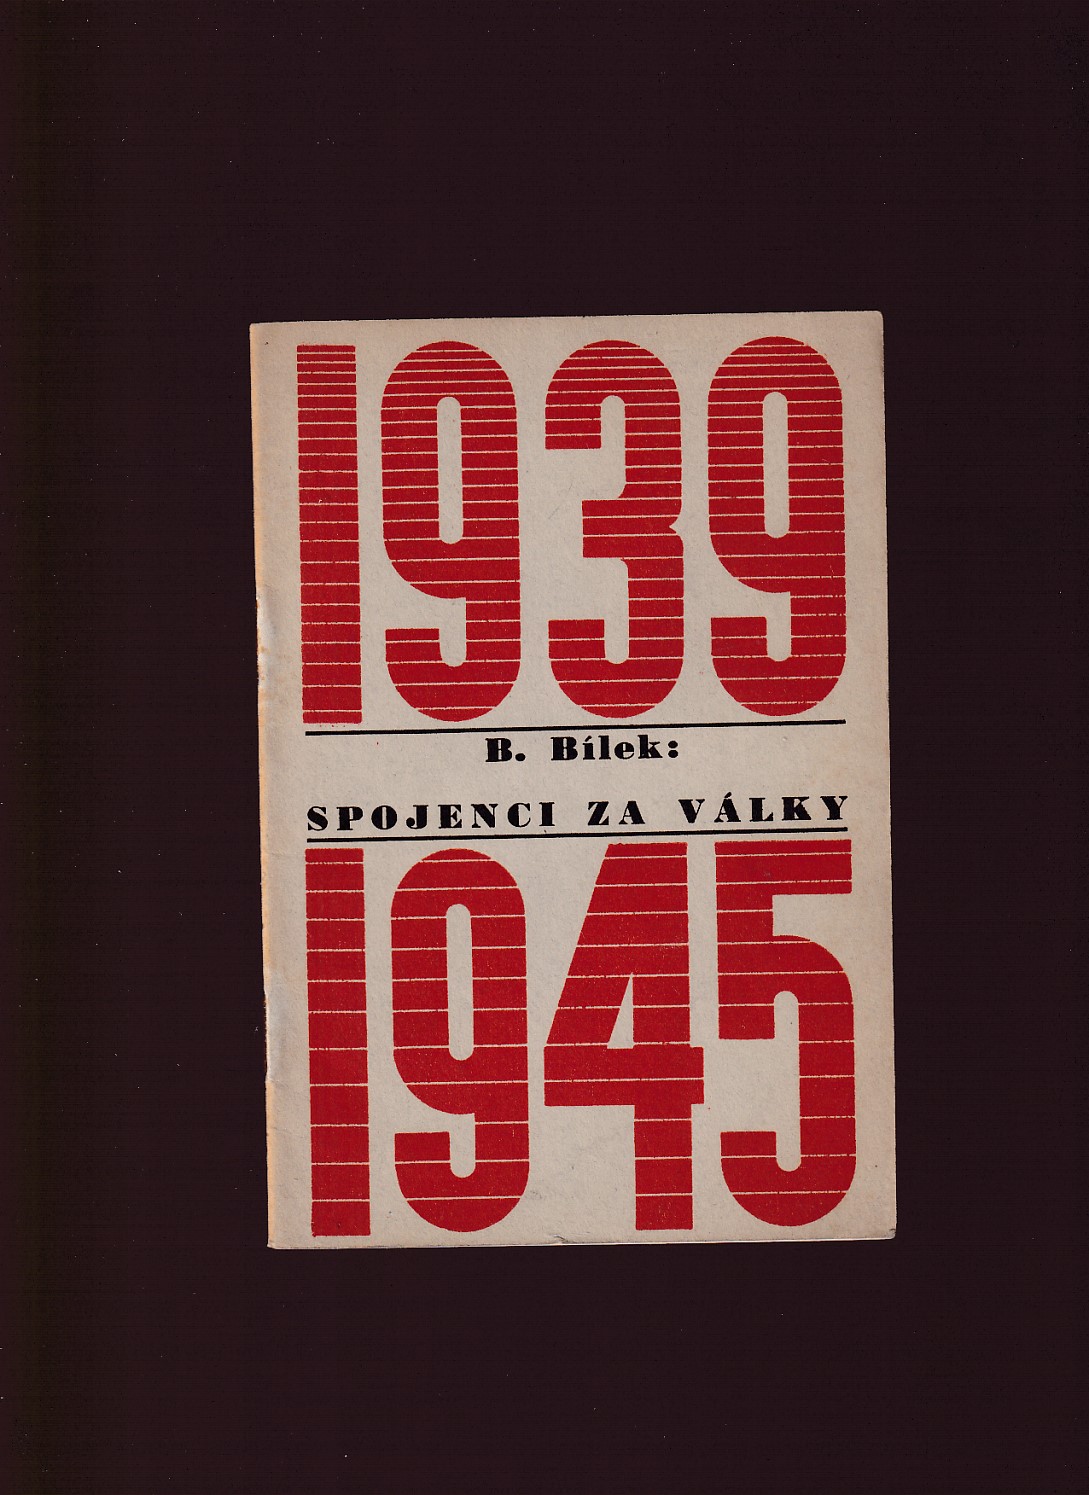 1939
B. Bílek:
SPOJENCI ZA VÁLKY
1945